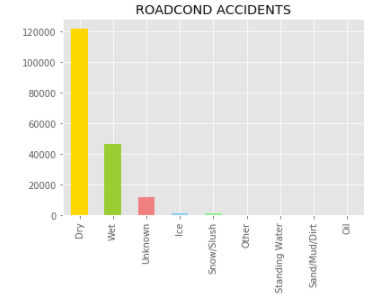 ROADCOND ACCIDENTS
120000
100000
80000
60000
40000
20000
0
Dry
Wet
Unknown
Ice
Snow/Slush
Other
Standing Water
Sand/Mud/Dirt
Oil